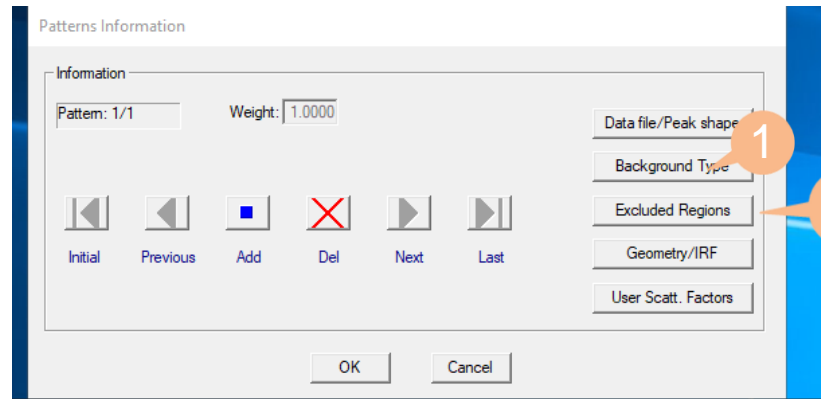 Patterns Information
Information
Pattern: 1/1
Weight: 1.0000
Data file/Peak shape
1
Background Type
Excluded Regions
Geometry/IRF
User Scatt. Factors
Initial Previous Add Del Next Last
OK Cancel